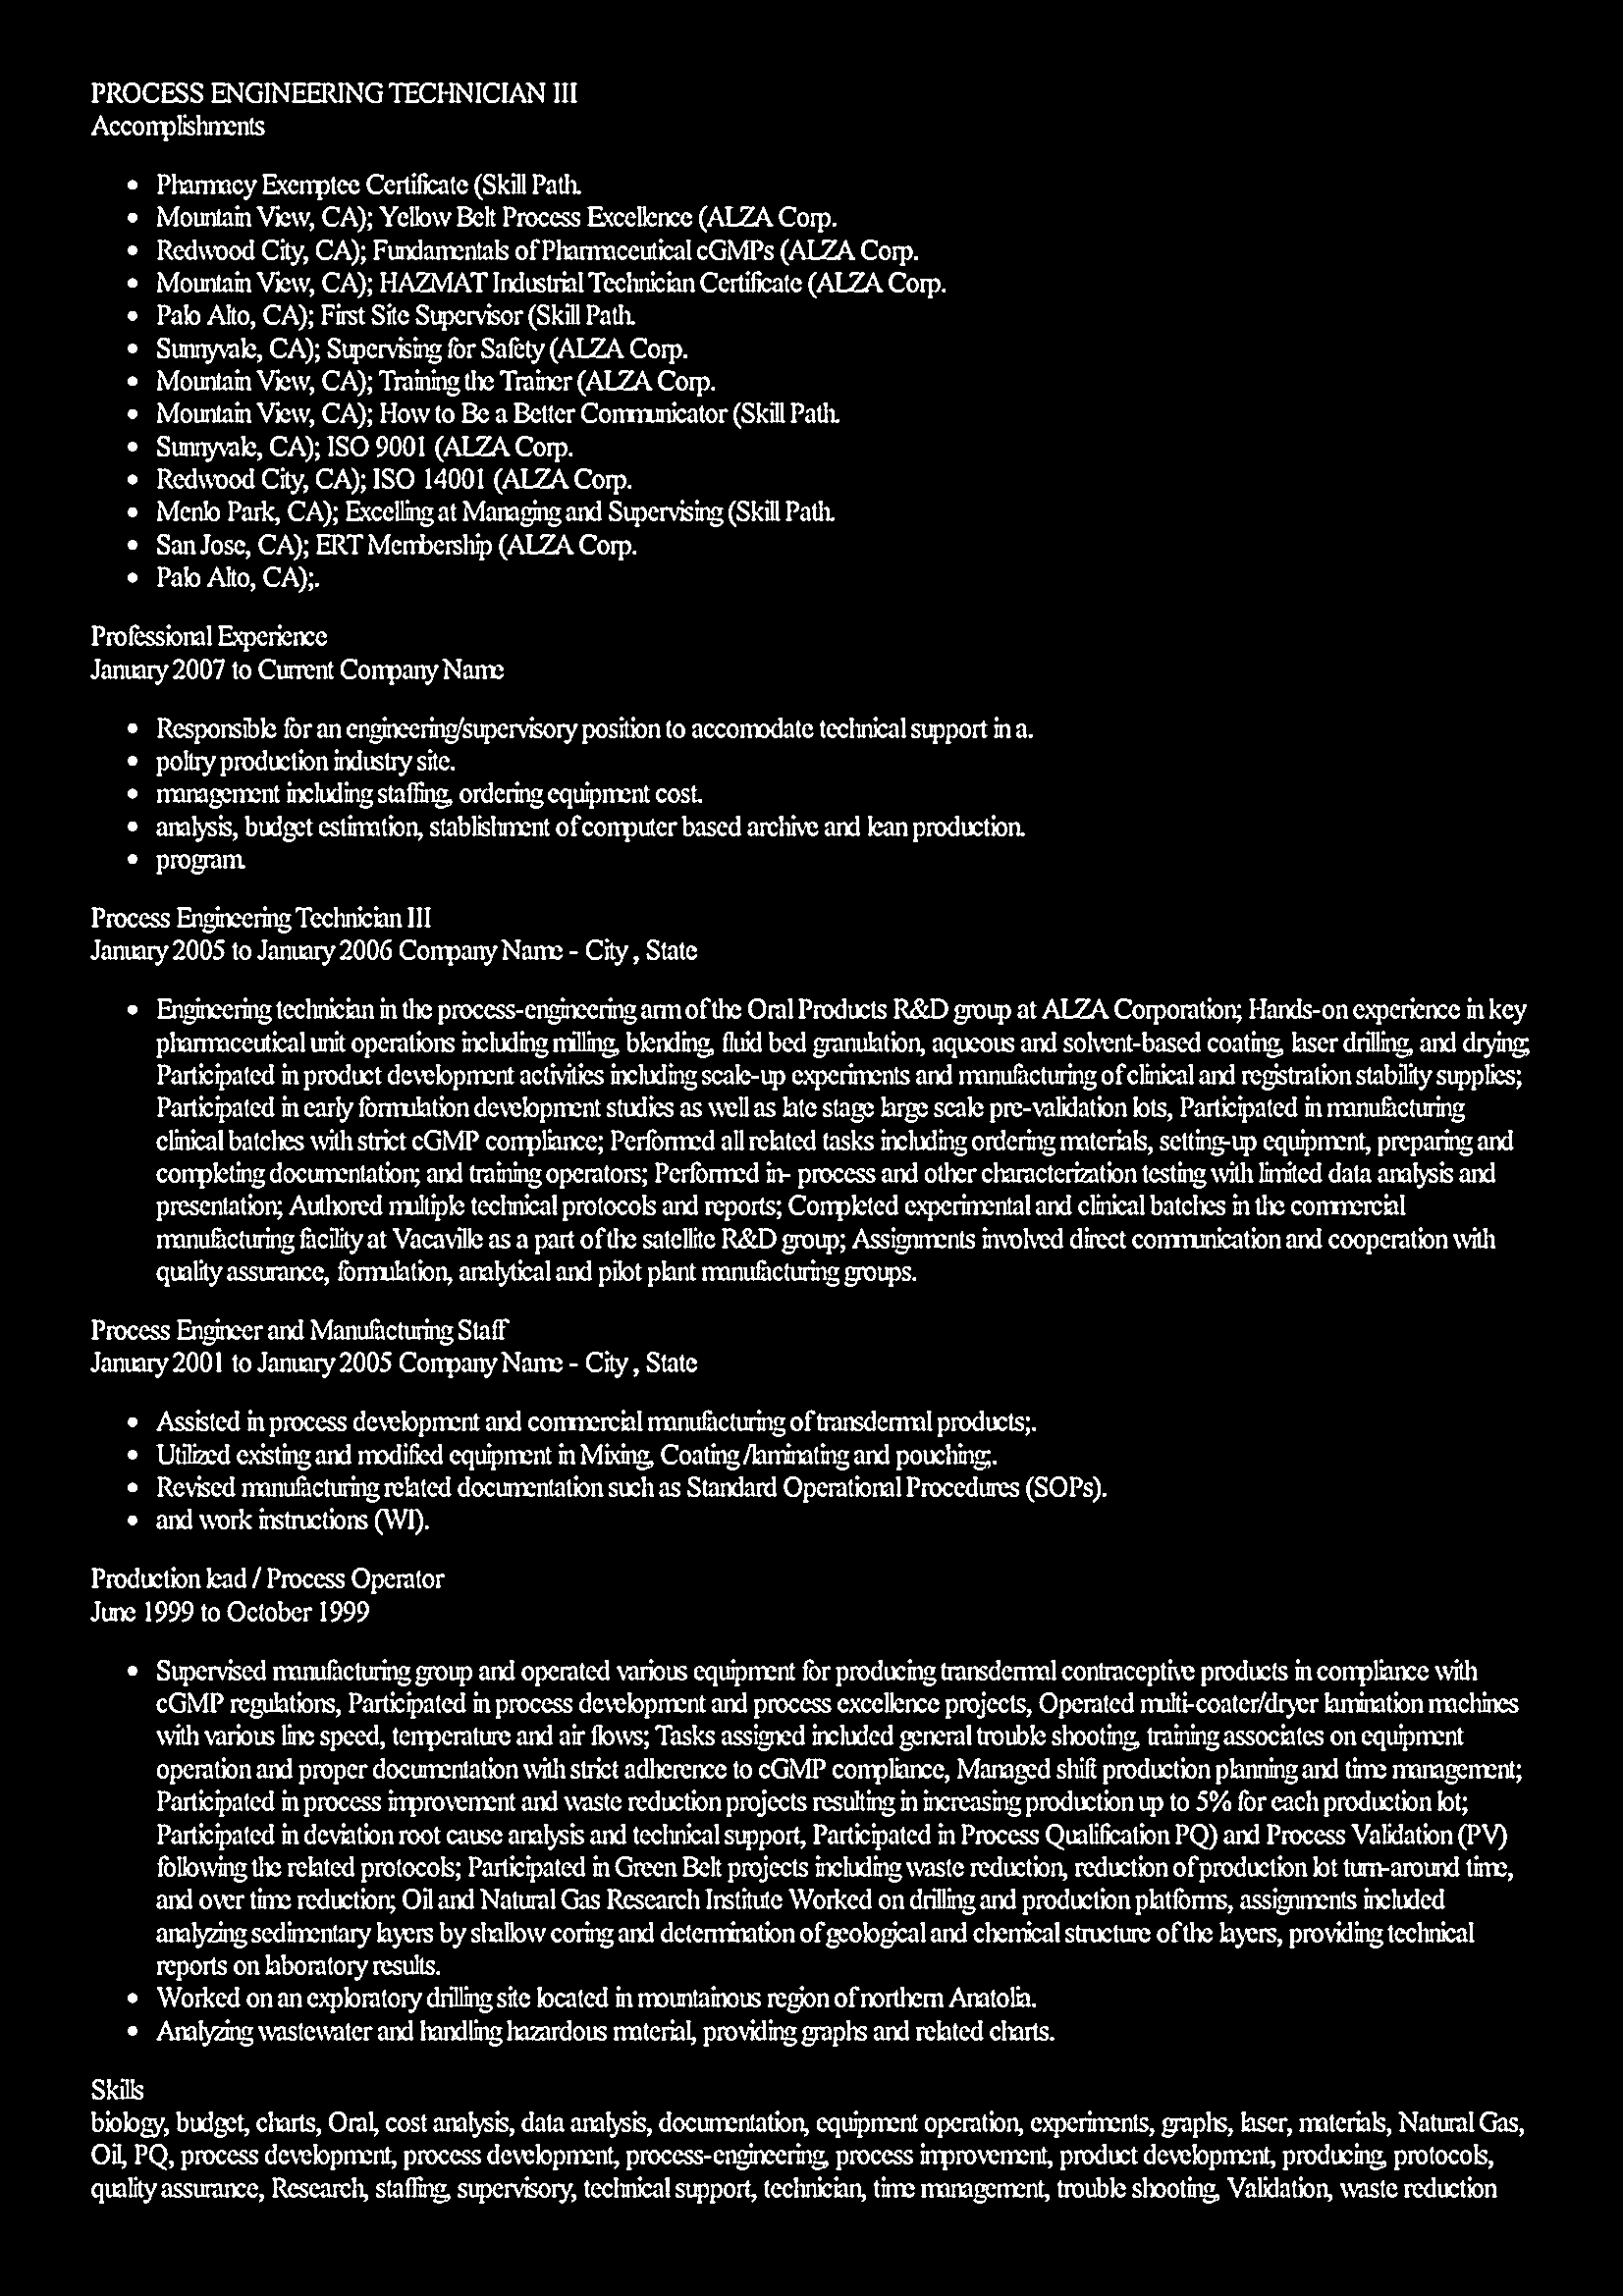 PROCESS ENGINEERING TECHNICIAN III
Accomplishments
• Pharmacy Exemptee Certificate (Skill Path.
• Mountain View, CA); Yellow Belt Process Excellence (ALZA Corp.
• Redwood City, CA); Fundamentals of Pharmaceutical cGMPs (ALZA Corp.
• Mountain View, CA); HAZMAT Industrial Technician Certificate (ALZA Corp.
• Palo Alto, CA); First Site Supervisor (Skill Path.
• Sunnyvale, CA); Supervising for Safety (ALZA Corp.
• Mountain View, CA); Training the Trainer (ALZA Corp.
• Mountain View, CA); How to Be a Better Communicator (Skill Path.
• Sunnyvale, CA); ISO 9001 (ALZA Corp.
• Redwood City, CA); ISO 14001 (ALZA Corp.
• Menlo Park, CA); Excelling at Managing and Supervising (Skill Path.
• San Jose, CA); ERT Membership (ALZA Corp.
• Palo Alto, CA);.
Professional Experience
January 2007 to Current Company Name
• Responsible for an engineering/supervisory position to accomodate technical support in a.
• poltry production industry site.
• management including staffing, ordering equipment cost.
• analysis, budget estimation, stablishment of computer based archive and lean production.
• program.
Process Engineering Technician III
January 2005 to January 2006 Company Name - City , State
• Engineering technician in the process-engineering arm of the Oral Products R&D group at ALZA Corporation; Hands-on experience in key
pharmaceutical unit operations including milling, blending, fluid bed granulation, aqueous and solvent-based coating, laser drilling, and drying;
Participated in product development activities including scale-up experiments and manufacturing of clinical and registration stability supplies;
Participated in early formulation development studies as well as late stage large scale pre-validation lots, Participated in manufacturing
clinical batches with strict cGMP compliance; Performed all related tasks including ordering materials, setting-up equipment, preparing and
completing documentation; and training operators; Performed in- process and other characterization testing with limited data analysis and
presentation; Authored multiple technical protocols and reports; Completed experimental and clinical batches in the commercial
manufacturing facility at Vacaville as a part of the satellite R&D group; Assignments involved direct communication and cooperation with
quality assurance, formulation, analytical and pilot plant manufacturing groups.
Process Engineer and Manufacturing Staff
January 2001 to January 2005 Company Name - City , State
• Assisted in process development and commercial manufacturing of transdermal products;.
• Utilized existing and modified equipment in Mixing, Coating /laminating and pouching;.
• Revised manufacturing related documentation such as Standard Operational Procedures (SOPs).
• and work instructions (WI).
Production lead / Process Operator
June 1999 to October 1999
• Supervised manufacturing group and operated various equipment for producing transdermal contraceptive products in compliance with
cGMP regulations, Participated in process development and process excellence projects, Operated multi-coater/dryer lamination machines
with various line speed, temperature and air flows; Tasks assigned included general trouble shooting, training associates on equipment
operation and proper documentation with strict adherence to cGMP compliance, Managed shift production planning and time management;
Participated in process improvement and waste reduction projects resulting in increasing production up to 5% for each production lot;
Participated in deviation root cause analysis and technical support, Participated in Process Qualification PQ) and Process Validation (PV)
following the related protocols; Participated in Green Belt projects including waste reduction, reduction of production lot turn-around time,
and over time reduction; Oil and Natural Gas Research Institute Worked on drilling and production platforms, assignments included
analyzing sedimentary layers by shallow coring and determination of geological and chemical structure of the layers, providing technical
reports on laboratory results.
• Worked on an exploratory drilling site located in mountainous region of northern Anatolia.
• Analyzing wastewater and handling hazardous material, providing graphs and related charts.
Skills
biology, budget, charts, Oral, cost analysis, data analysis, documentation, equipment operation, experiments, graphs, laser, materials, Natural Gas,
Oil, PQ, process development, process development, process-engineering, process improvement, product development, producing, protocols,
quality assurance, Research, staffing, supervisory, technical support, technician, time management, trouble shooting, Validation, waste reduction